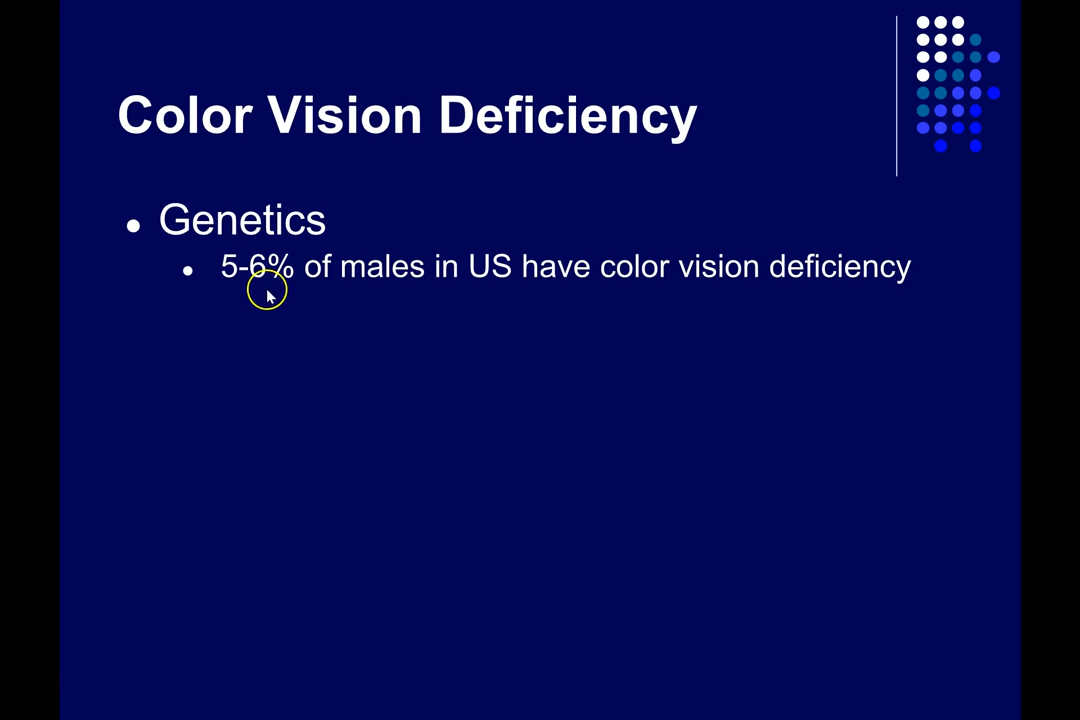 Color Vision Deficiency
Genetics
5-6% of males in US have color vision deficiency